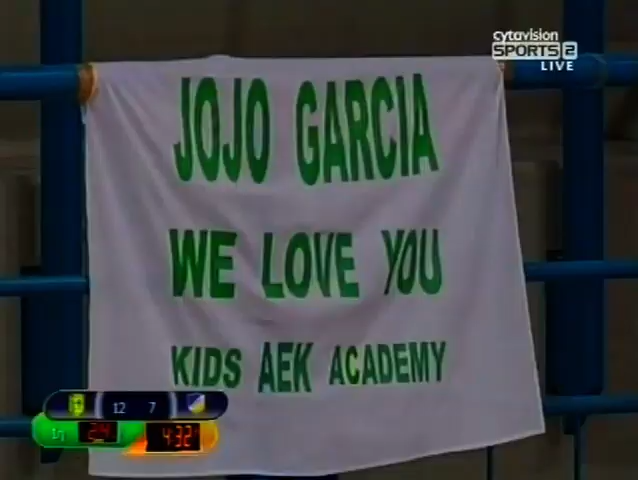 cytavision
SPORTS 2
LIVE
JOJO GARCIA
WE LOVE YOU
KIDS AEK ACADEMY
12 7
24 4:32